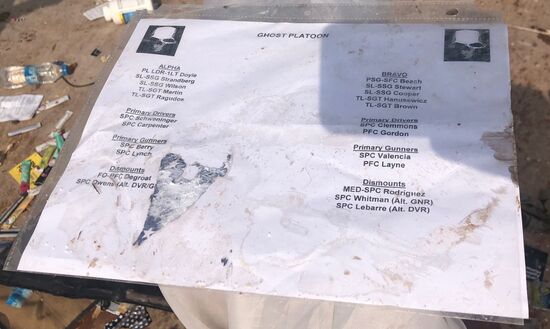 GHOST PLATOON
ALPHA
PL LDR-1LT Doyle
SL-SSG Strandberg
SL-SSG Wilson
TL-SGT Martin
TL-SGT Ragudos
Primary Drivers
SPC Schweninger
SPC Carpenter
Primary Gunners
SPC Berry
SPC Lynch
Dismounts
FO-PFC Degroat
SPC Owens (Alt. DVR/G
BRAVO
PSG-SFC Beach
SL-SSG Stewart
SL-SSG Cooper
TL-SGT Hanusewicz
TL-SGT Brown
Primary Drivers
SPC Clemmons
PFC Gordon
Primary Gunners
SPC Valencia
PFC Layne
Dismounts
MED-SPC Rodriguez
SPC Whitman (Alt. GNR)
SPC Lebarre (Alt. DVR)